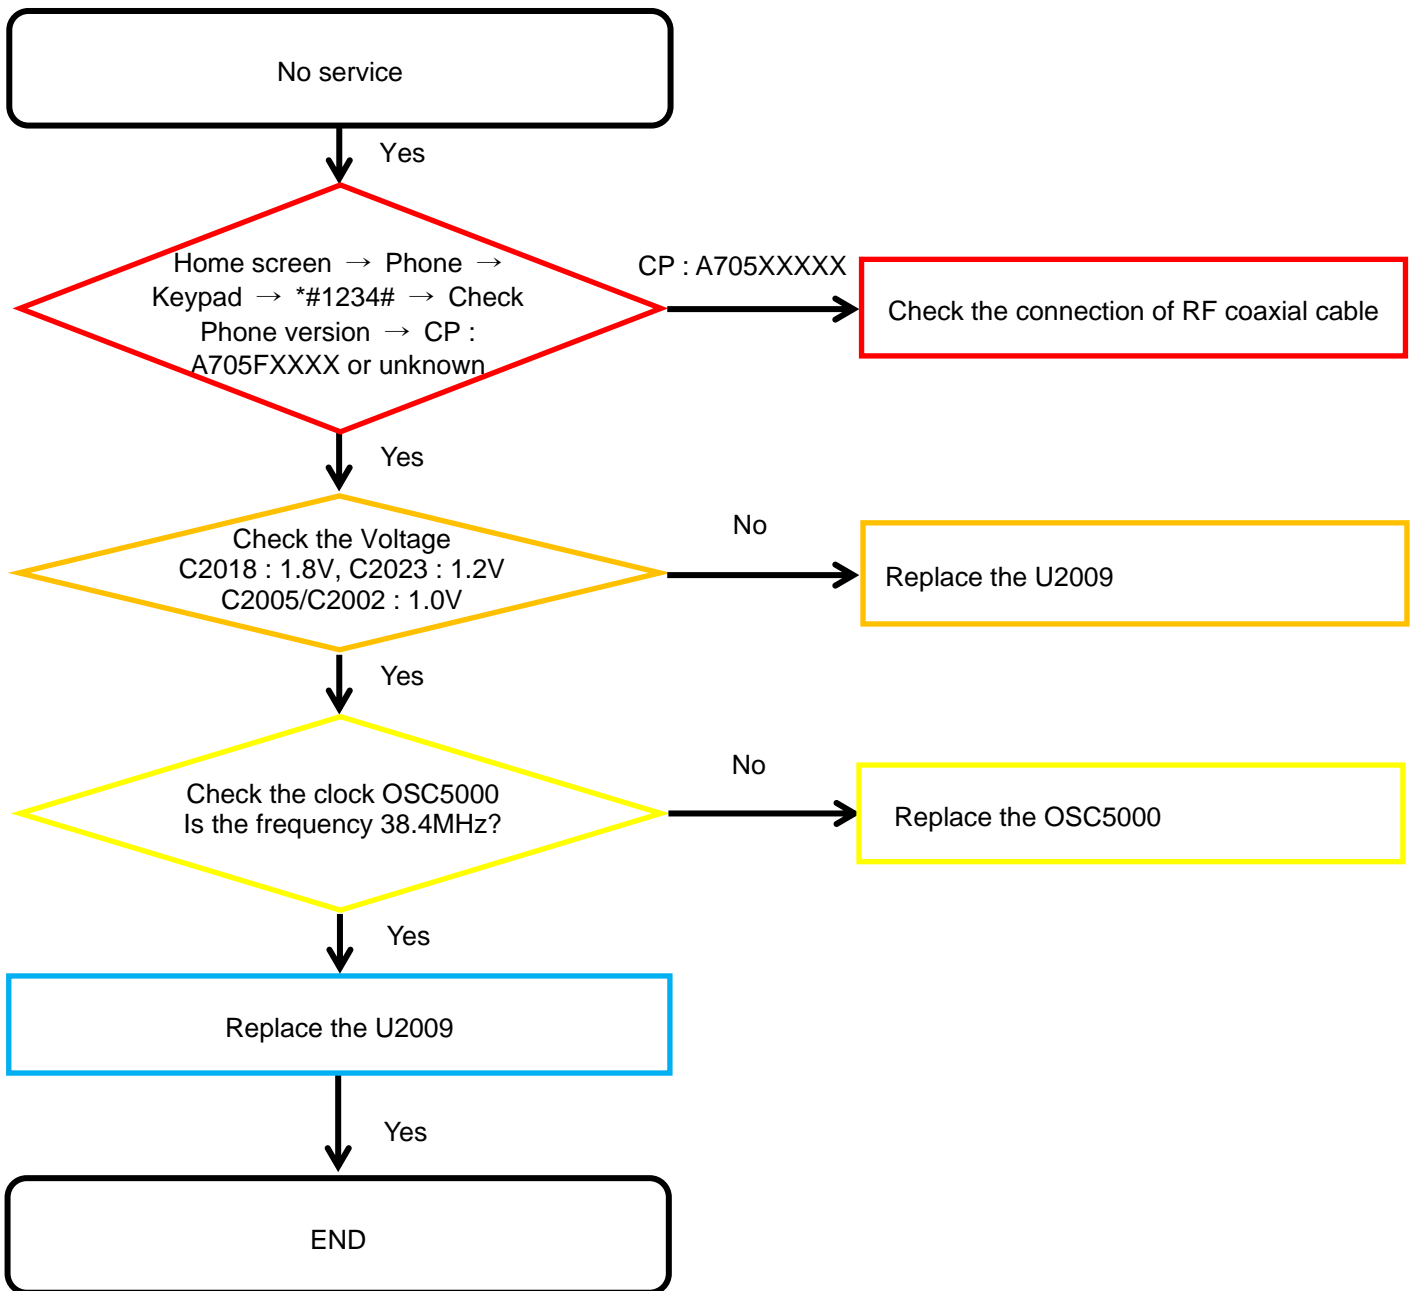 No service
Yes
Home screen → Phone →
Keypad → *#1234# → Check
Phone version → CP :
A705FXXXX or unknown
CP : A705XXXXX
Check the connection of RF coaxial cable
Yes
Check the Voltage
C2018 : 1.8V, C2023 : 1.2V
C2005/C2002 : 1.0V
No
Replace the U2009
Yes
Check the clock OSC5000
Is the frequency 38.4MHz?
No
Replace the OSC5000
Yes
Replace the U2009
Yes
END